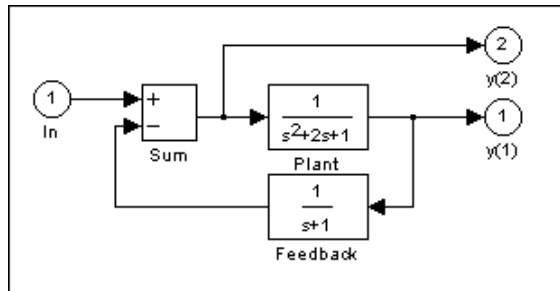 2
y(2)
1
In
+
−
Sum
1
s²+2s+1
Plant
1
y(1)
1
s+1
Feedback